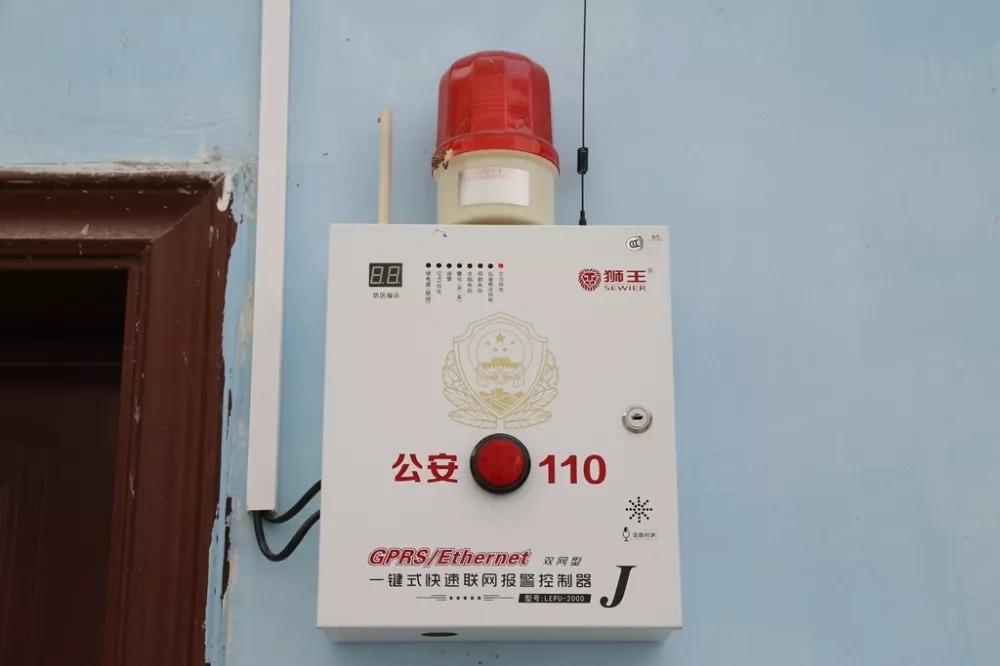 狮王®
SEWIER
防区指示
公安 110
语音对讲
GPRS/Ethernet 双网型
一键式快速联网报警控制器
型号:LEPU-2000
J